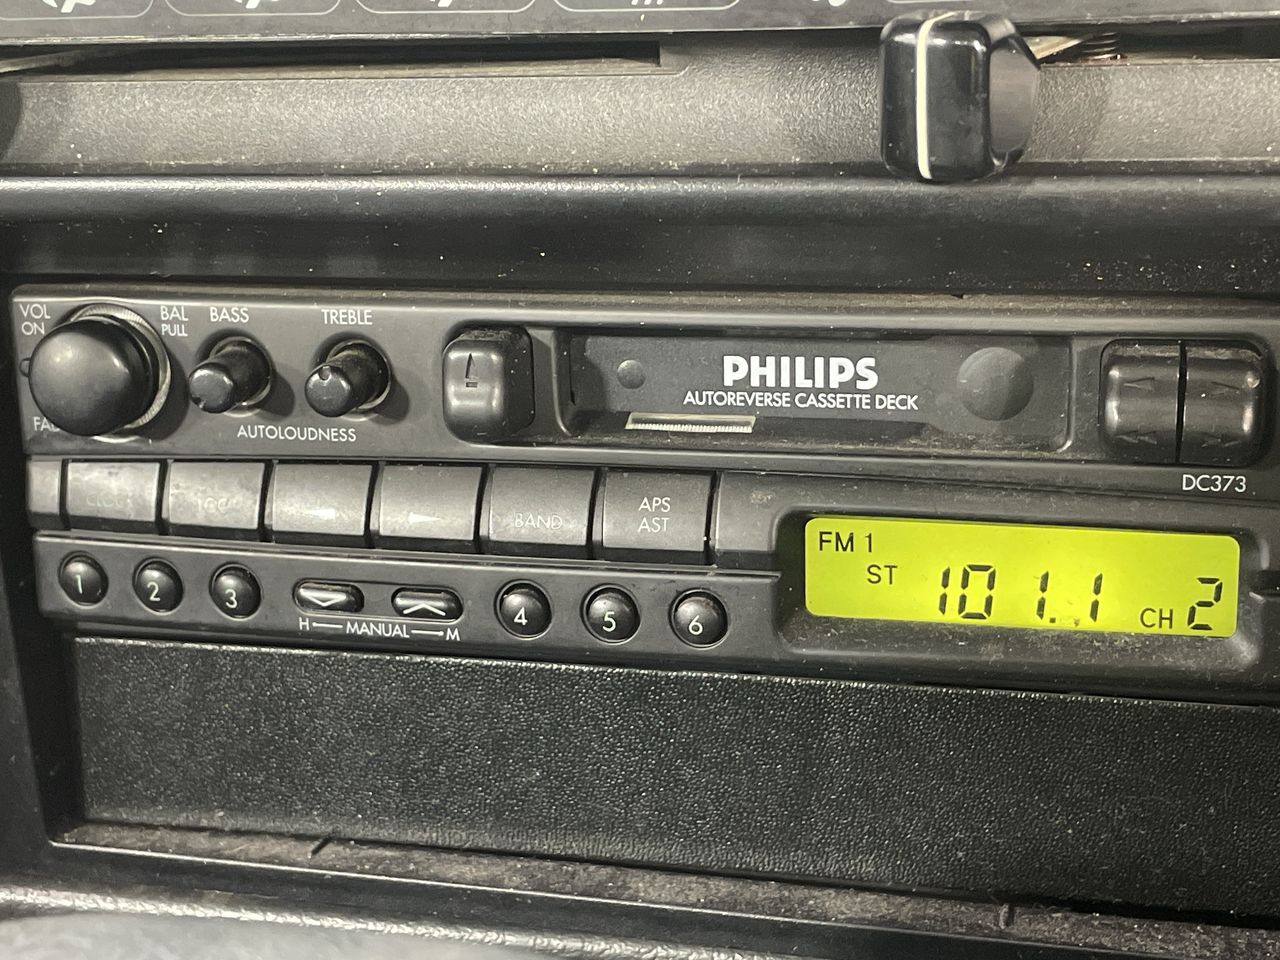 VOL
ON
BAL
PULL
BASS
TREBLE
AUTOLOUDNESS
PHILIPS
AUTOREVERSE CASSETTE DECK
DC373
BAND
APS
AST
FM 1
ST 101.1 CH 2
1 2 3 4 5 6
H MANUAL M